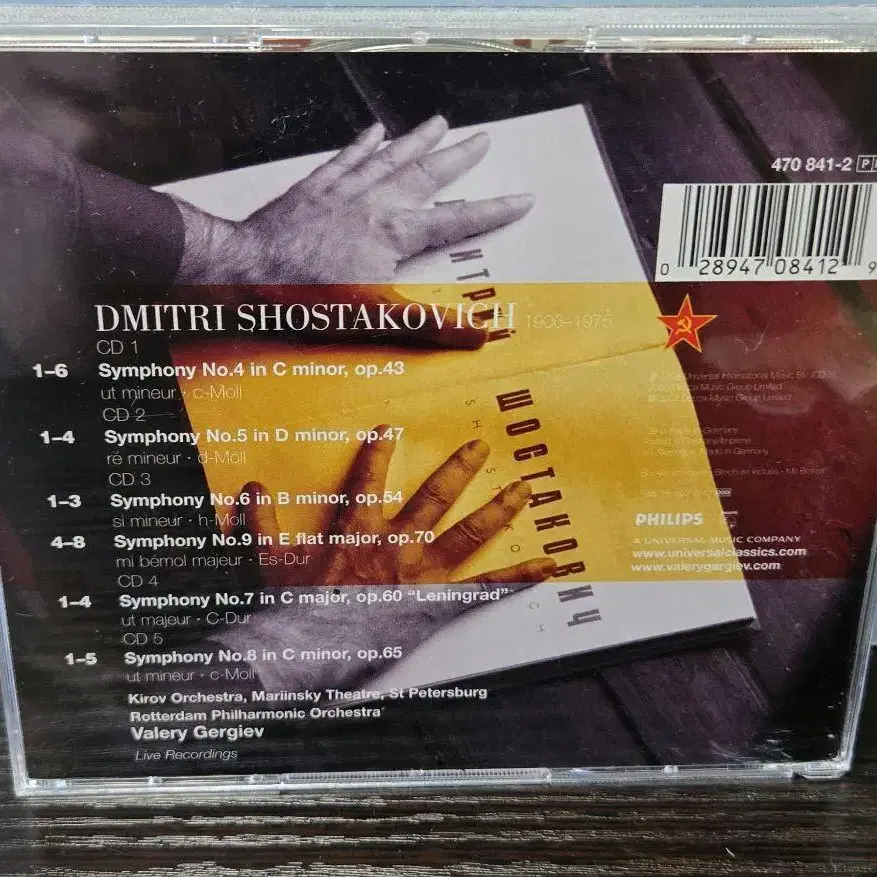 470 841-2
0 28947 08412 9
DMITRI SHOSTAKOVICH 1906–1975
CD 1
1–6 Symphony No.4 in C minor, op.43
ut mineur · c-Moll
CD 2
1–4 Symphony No.5 in D minor, op.47
ré mineur · d-Moll
CD 3
1–3 Symphony No.6 in B minor, op.54
si mineur · h-Moll
4–8 Symphony No.9 in E flat major, op.70
mi bémol majeur · Es-Dur
CD 4
1–4 Symphony No.7 in C major, op.60 “Leningrad”
ut majeur · C-Dur
CD 5
1–5 Symphony No.8 in C minor, op.65
ut mineur · c-Moll
Kirov Orchestra, Mariinsky Theatre, St Petersburg
Rotterdam Philharmonic Orchestra*
Valery Gergiev
Live Recordings
PHILIPS
A UNIVERSAL MUSIC COMPANY
www.universalclassics.com
www.valerygergiev.com